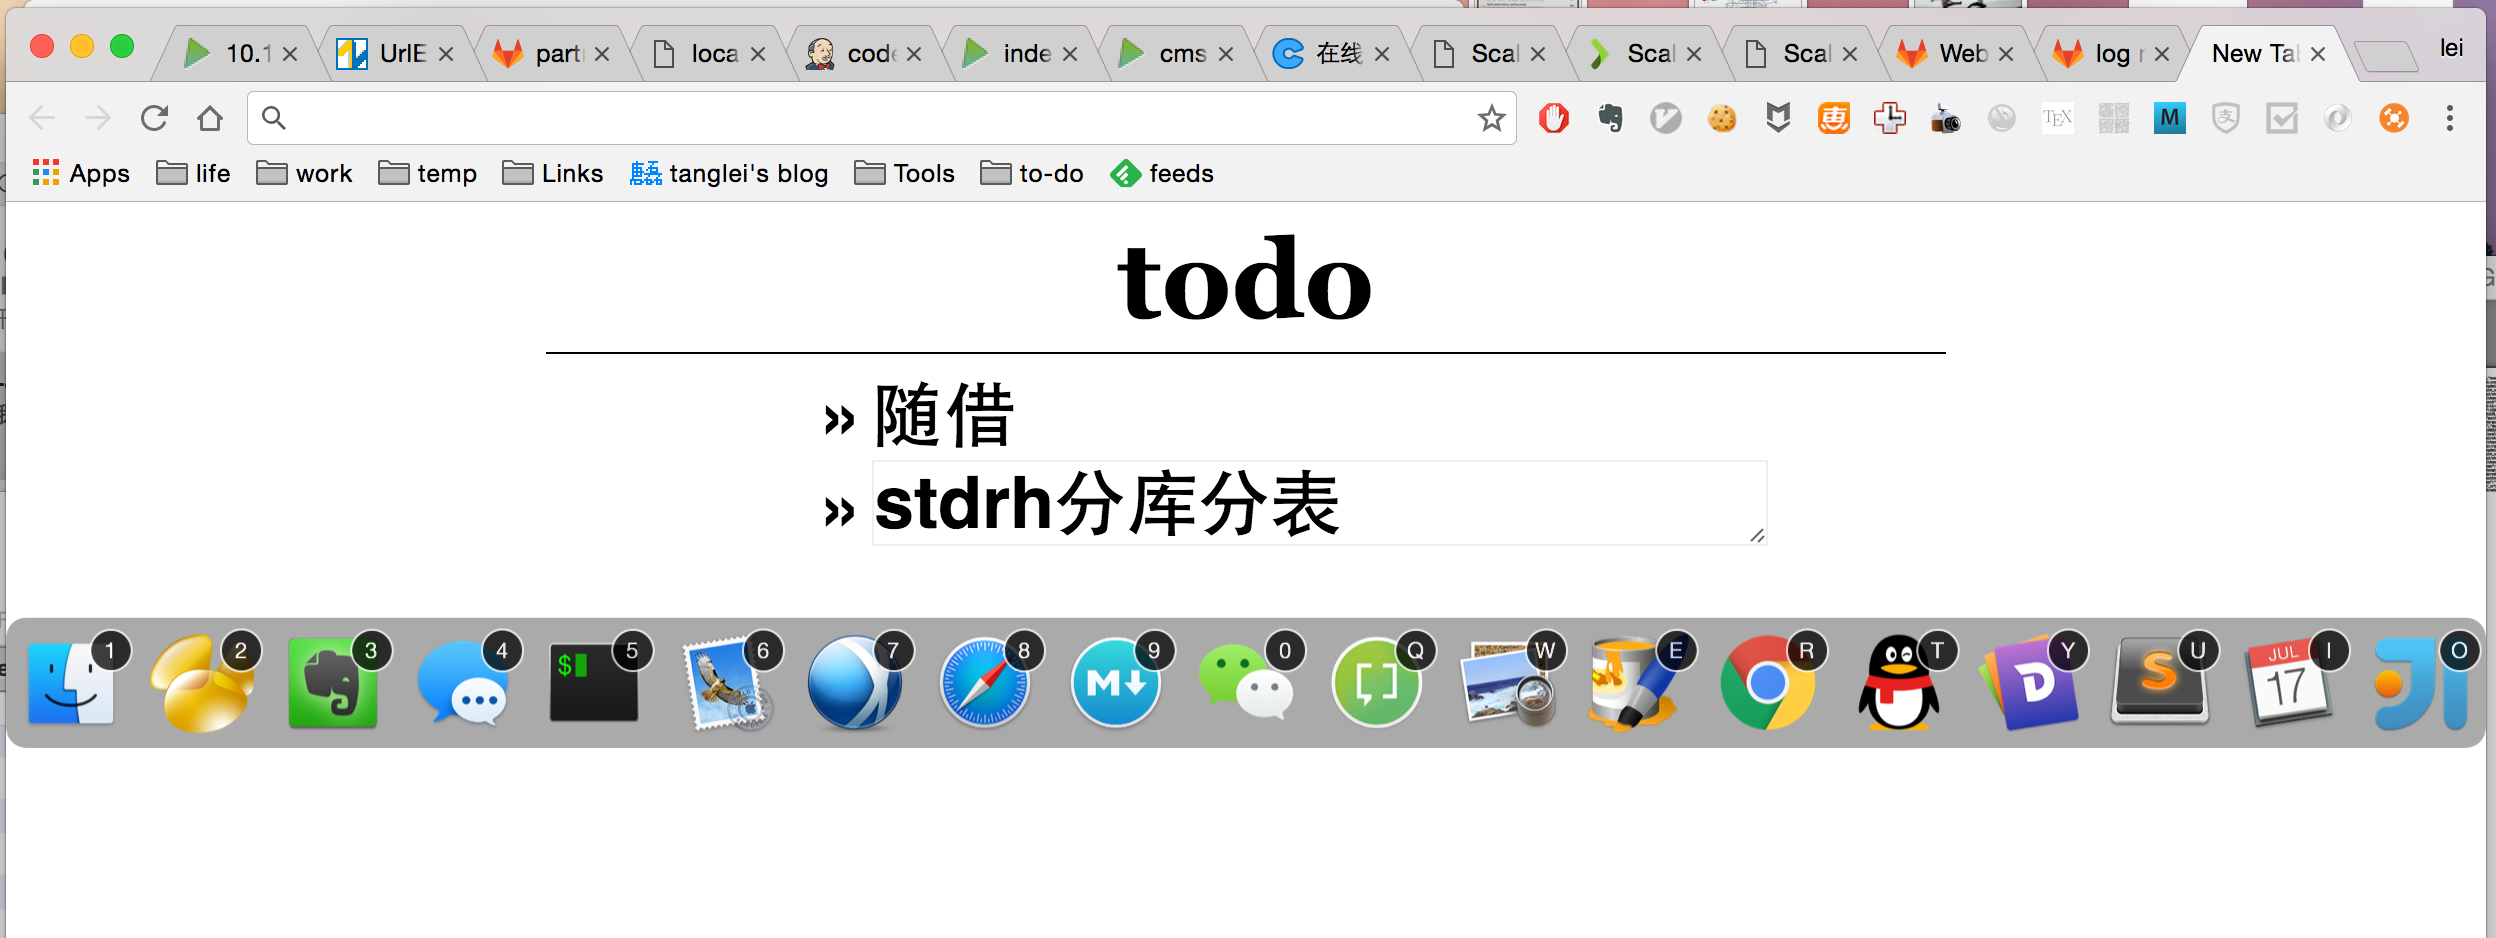 10.1 UrlE part loca code inde cms 在线 Scal Scal Scal Web log r New Tab lei
TEX M
Apps life work temp Links tanglei's blog Tools to-do feeds
todo
» 随借
» stdrh分库分表
1 2 3 4 5 6 7 8 9 0 Q W E R T Y U I O
$ M D S JUL 17